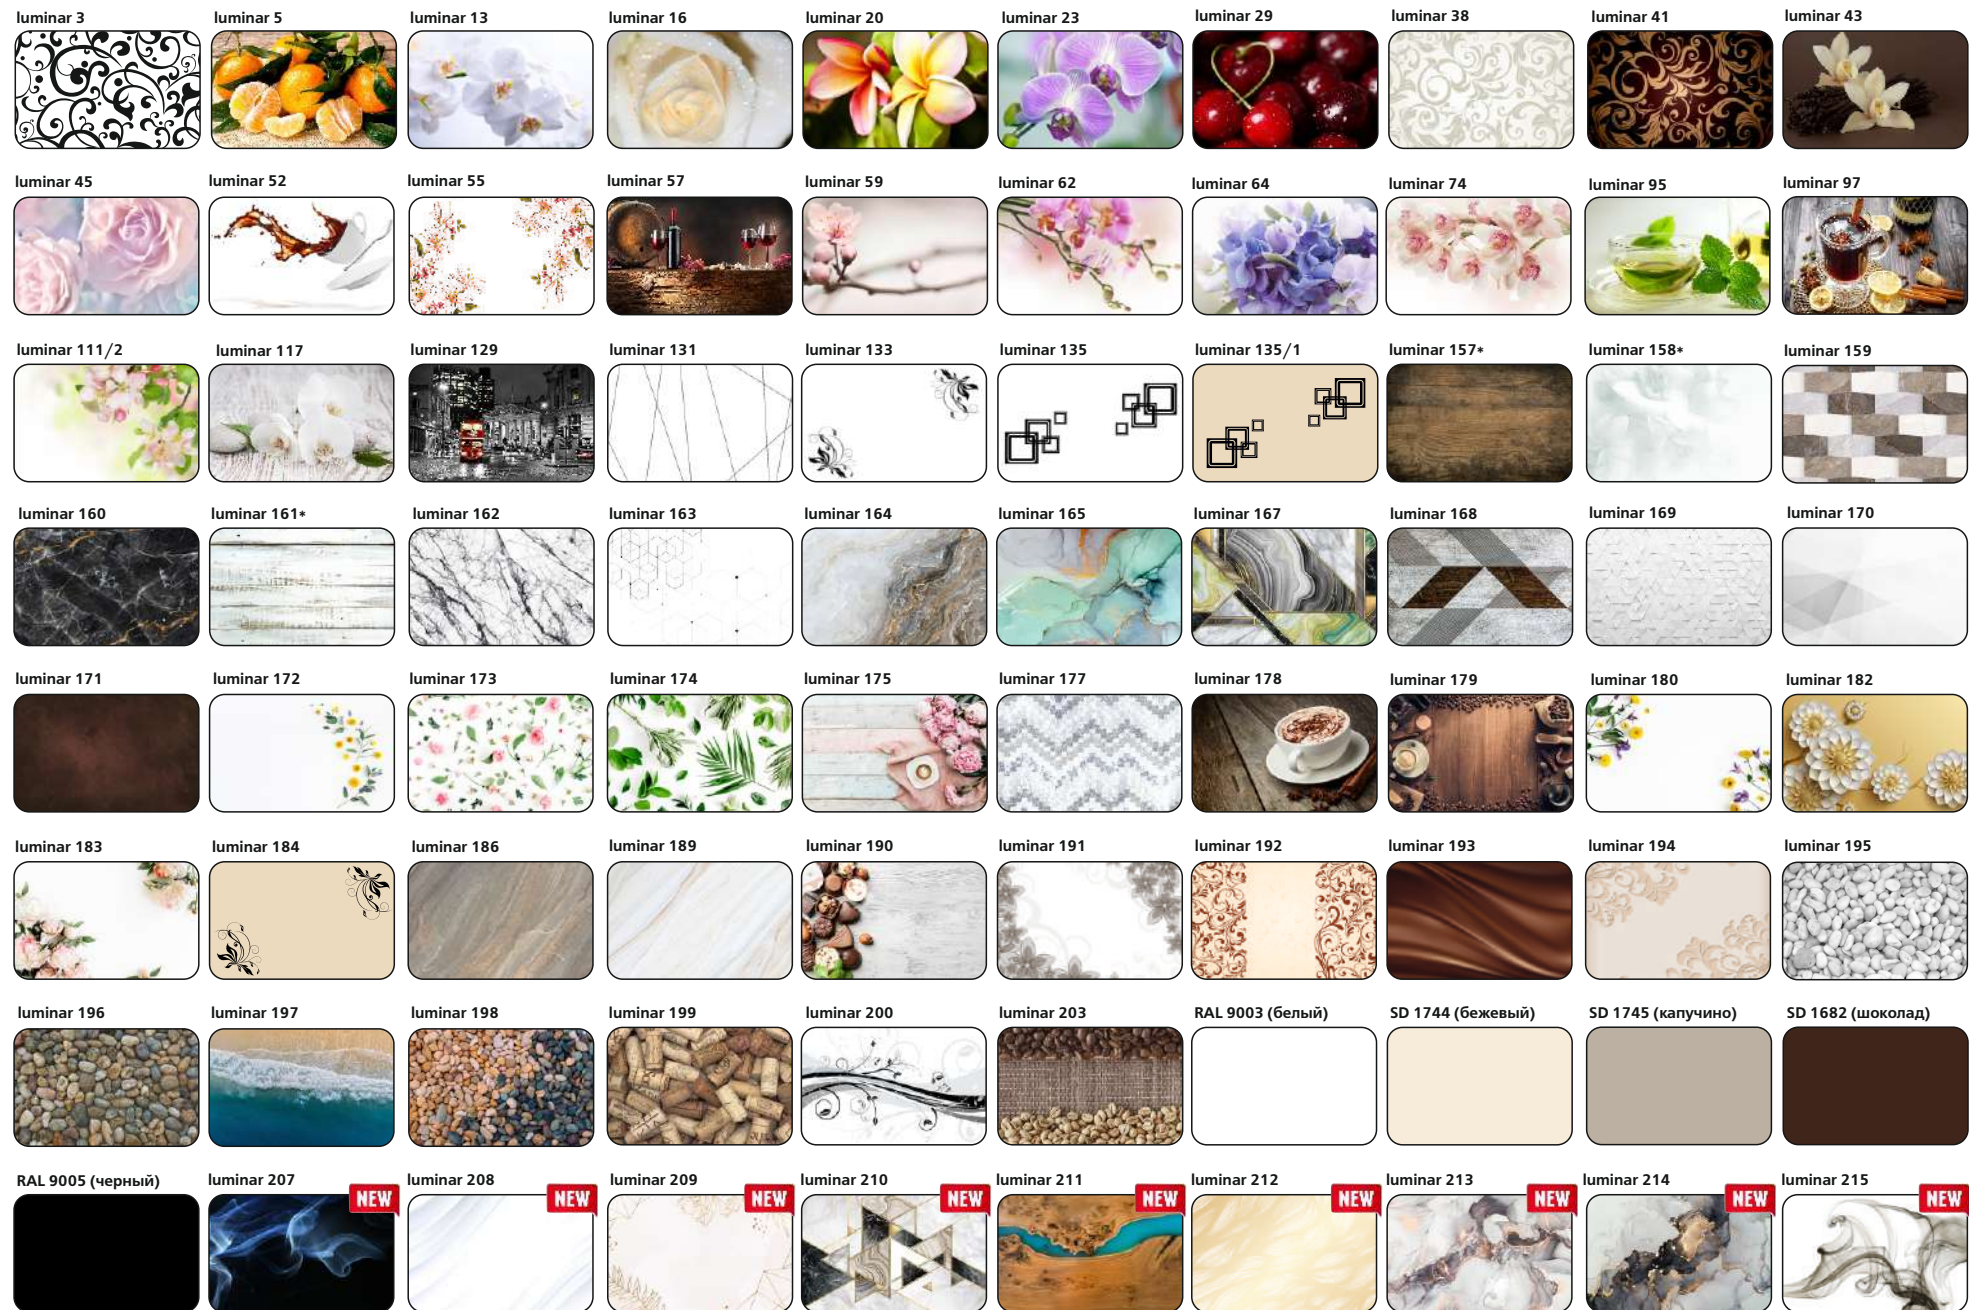 luminar 3 luminar 5 luminar 13 luminar 16 luminar 20 luminar 23 luminar 29 luminar 38 luminar 41 luminar 43
luminar 45 luminar 52 luminar 55 luminar 57 luminar 59 luminar 62 luminar 64 luminar 74 luminar 95 luminar 97
luminar 111/2 luminar 117 luminar 129 luminar 131 luminar 133 luminar 135 luminar 135/1 luminar 157* luminar 158* luminar 159
luminar 160 luminar 161* luminar 162 luminar 163 luminar 164 luminar 165 luminar 167 luminar 168 luminar 169 luminar 170
luminar 171 luminar 172 luminar 173 luminar 174 luminar 175 luminar 177 luminar 178 luminar 179 luminar 180 luminar 182
luminar 183 luminar 184 luminar 186 luminar 189 luminar 190 luminar 191 luminar 192 luminar 193 luminar 194 luminar 195
luminar 196 luminar 197 luminar 198 luminar 199 luminar 200 luminar 203 RAL 9003 (белый) SD 1744 (бежевый) SD 1745 (капучино) SD 1682 (шоколад)
RAL 9005 (черный) luminar 207 luminar 208 luminar 209 luminar 210 luminar 211 luminar 212 luminar 213 luminar 214 luminar 215
NEW NEW NEW NEW NEW NEW NEW NEW NEW